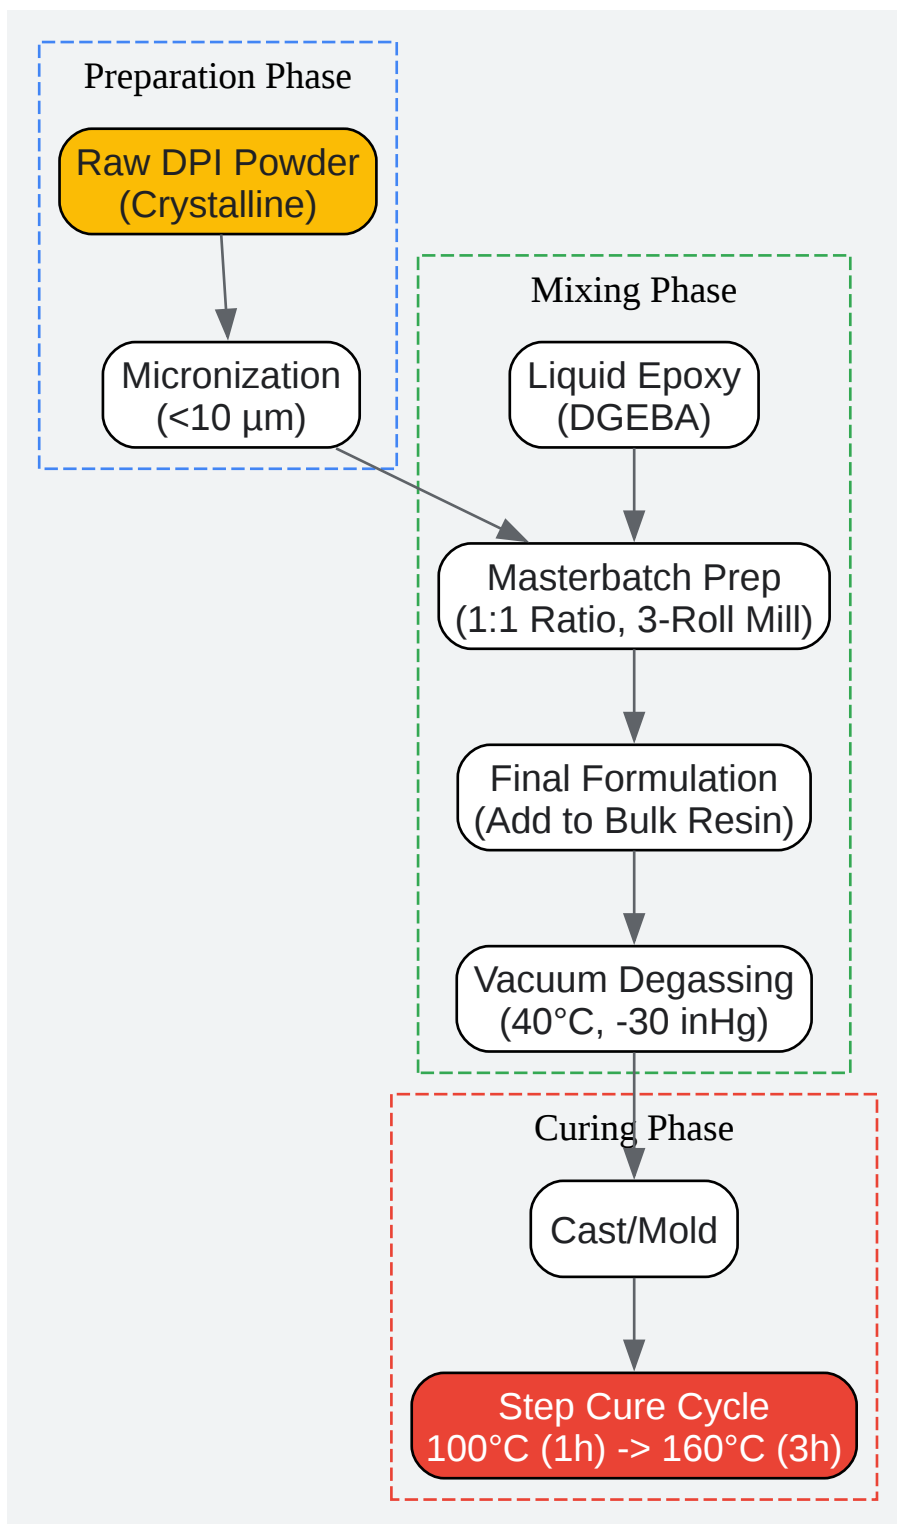 Preparation Phase
Raw DPI Powder
(Crystalline)
Micronization
(<10 µm)
Mixing Phase
Liquid Epoxy
(DGEBA)
Masterbatch Prep
(1:1 Ratio, 3-Roll Mill)
Final Formulation
(Add to Bulk Resin)
Vacuum Degassing
(40°C, -30 inHg)
Curing Phase
Cast/Mold
Step Cure Cycle
100°C (1h) -> 160°C (3h)